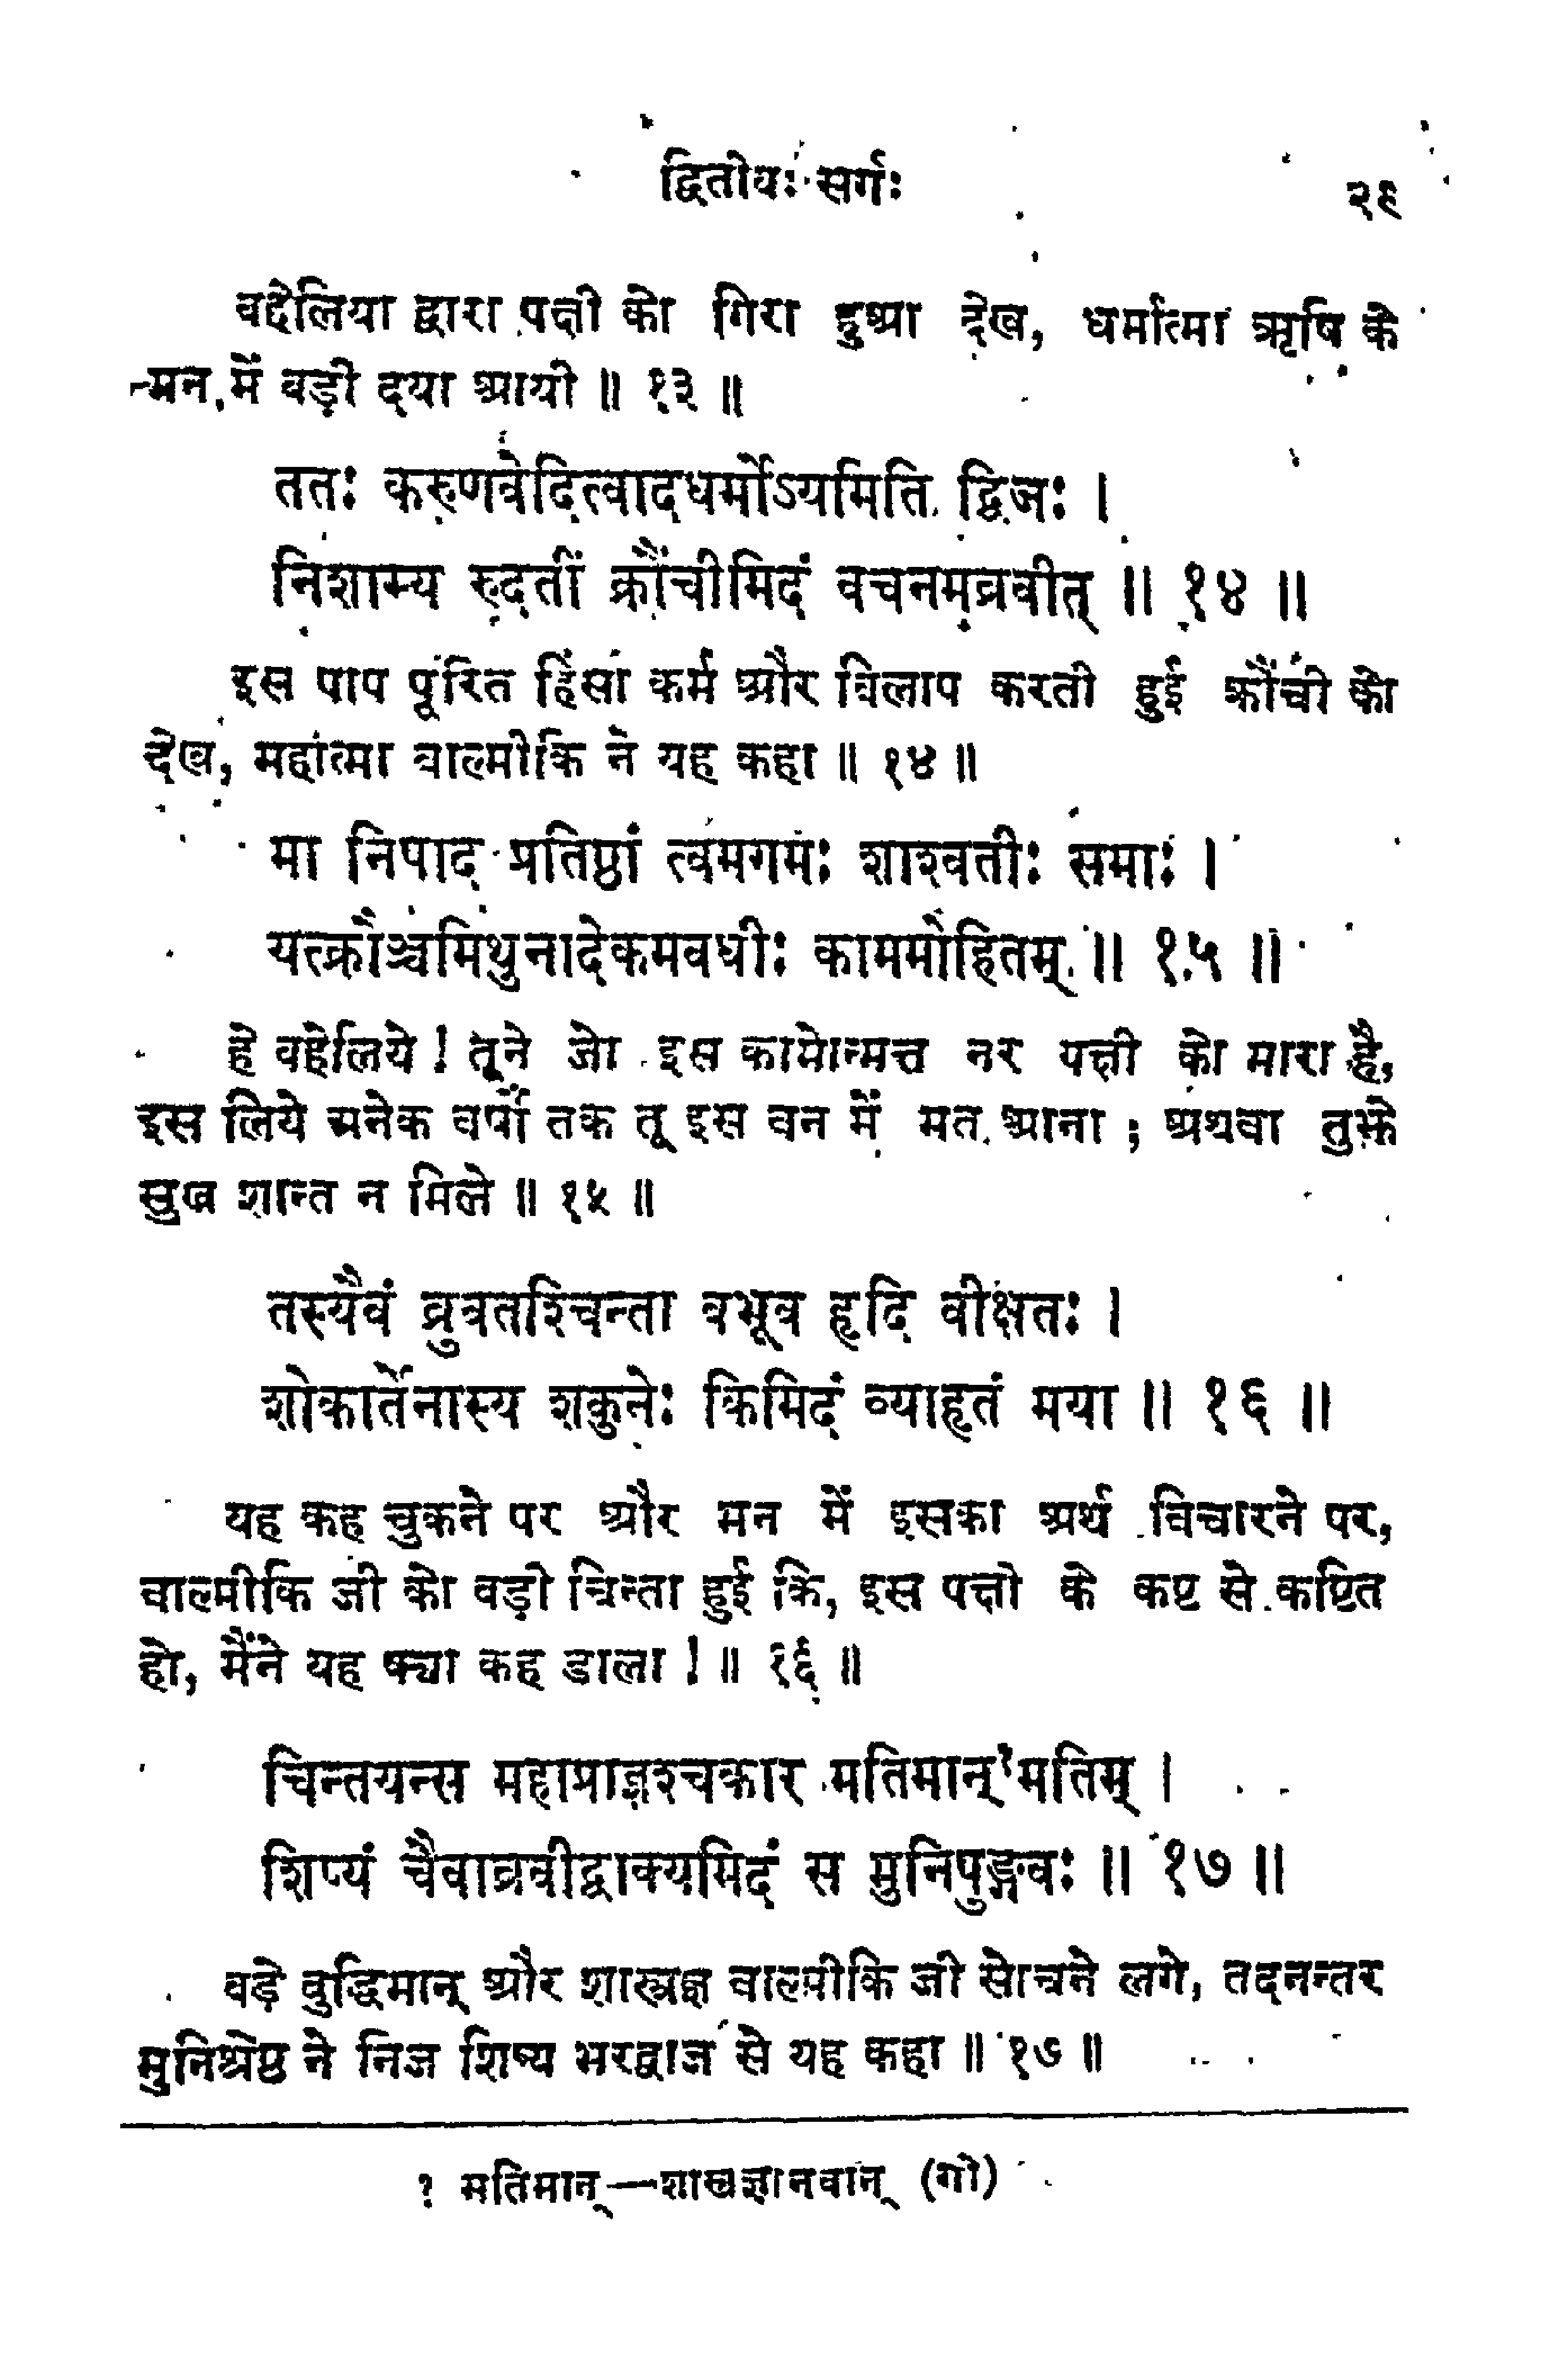 द्वितीयः सर्गः २९
बहेलिया द्वारा पक्षी को गिरा हुआ देख, धर्मात्मा ऋषि के
मन में बड़ी दया आयी ॥ १३ ॥
ततः करुणवेदित्वादधर्मोऽयमिति द्विजः ।
निशाम्य रुदतीं क्रौंचीमिदं वचनमब्रवीत् ॥ १४ ॥
इस पाप पूरित हिंसा कर्म और विलाप करती हुई क्रौंची को
देख, महात्मा वाल्मीकि ने यह कहा ॥ १४ ॥
मा निषाद प्रतिष्ठां त्वमगमः शाश्वतीः समाः ।
यत्क्रौञ्चमिथुनादेकमवधीः काममोहितम् ॥ १५ ॥
हे बहेलिये ! तूने जो इस कामोन्मत्त नर पक्षी को मारा है,
इस लिये अनेक वर्षों तक तू इस वन में मत आना ; अथवा तुझे
सुख शान्त न मिले ॥ १५ ॥
तस्यैवं ब्रुवतश्चिन्ता बभूव हृदि वीक्षतः ।
शोकार्तेनास्य शकुनेः किमिदं व्याहृतं मया ॥ १६ ॥
यह कह चुकने पर और मन में इसका अर्थ विचारने पर,
वाल्मीकि जी को बड़ी चिन्ता हुई कि, इस पक्षी के कष्ट से कष्टित
हो, मैंने यह क्या कह डाला ! ॥ १६ ॥
चिन्तयन्स महाप्राज्ञश्चकार मतिमान्¹मतिम् ।
शिष्यं चैवाब्रवीद्वाक्यमिदं स मुनिपुङ्गवः ॥ १७ ॥
बड़े बुद्धिमान् और शास्त्रज्ञ वाल्मीकि जी सोचने लगे, तदनन्तर
मुनिश्रेष्ठ ने निज शिष्य भरद्वाज से यह कहा ॥ १७ ॥
१ मतिमान्—शास्त्रज्ञानवान् (गो)